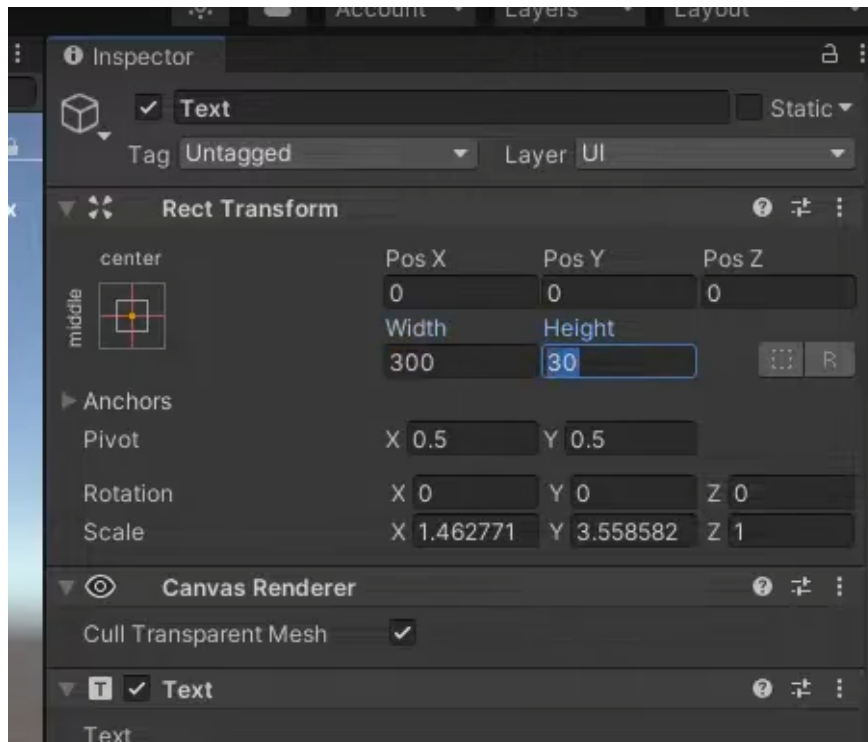 Account Layers Layout
Inspector
Text Static
Tag Untagged Layer UI
Rect Transform
center
middle
Pos X Pos Y Pos Z
0 0 0
Width Height
300 30
R
Anchors
Pivot X 0.5 Y 0.5
Rotation X 0 Y 0 Z 0
Scale X 1.462771 Y 3.558582 Z 1
Canvas Renderer
Cull Transparent Mesh
T Text
Text